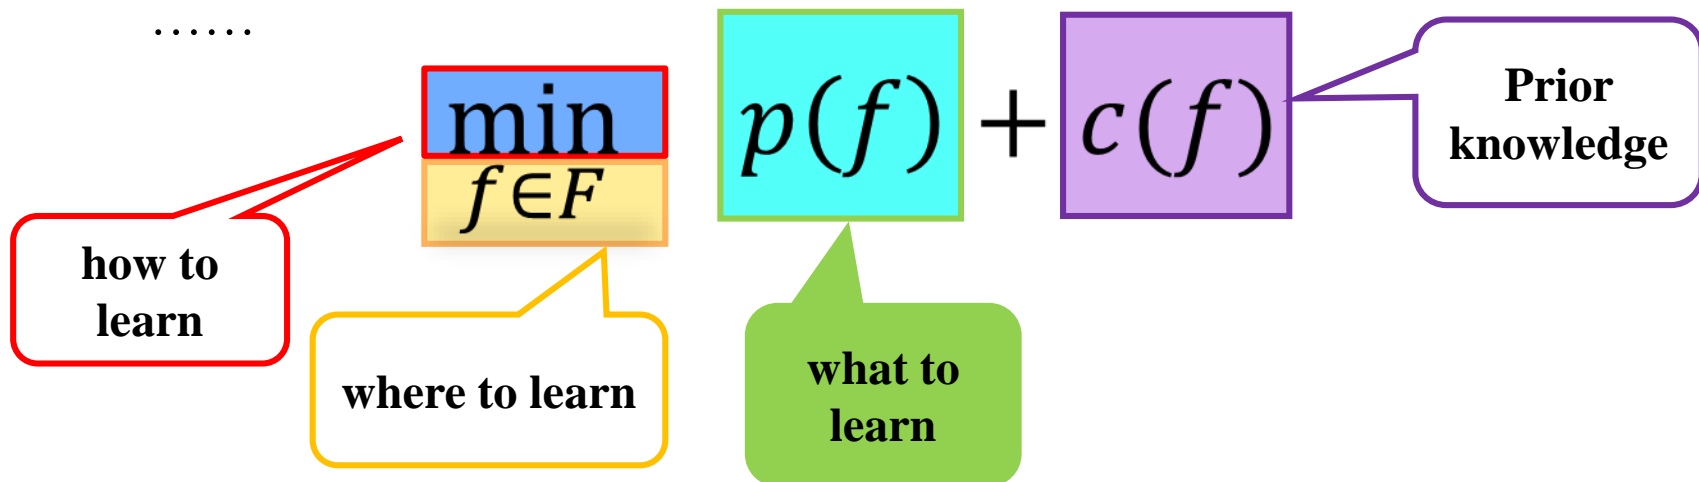 ……
min p(f) + c(f)
f∈F
Prior
knowledge
how to
learn
where to learn
what to
learn